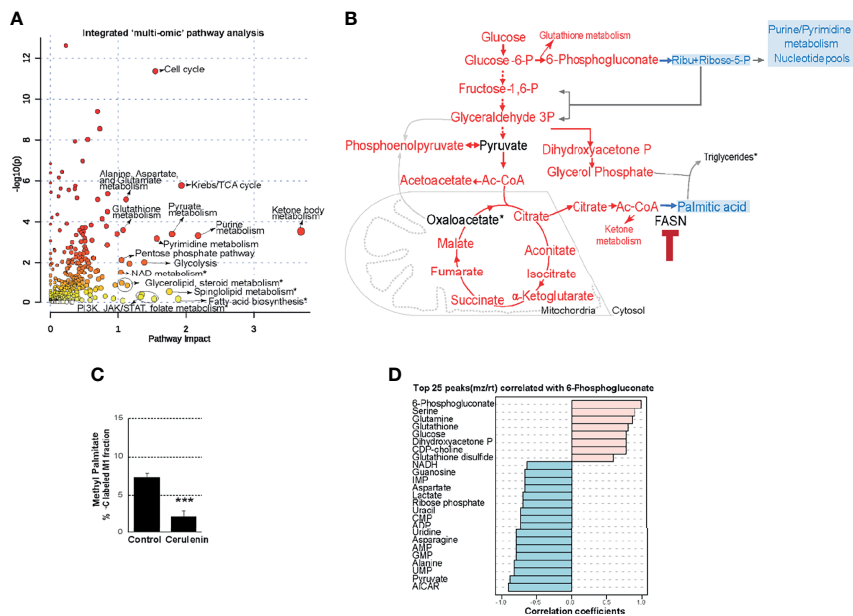 A
Integrated 'multi-omic' pathway analysis
-log10(p)
12
10
8
6
4
2
0
Cell cycle
Alanine, Aspartate,
and Glutamate
metabolism
Krebs/TCA cycle
Glutathione
metabolism
Pyruate
metabolism
Purine
metabolism
Ketone body
metabolism
Pyrimidine metabolism
Pentose phosphate pathway
Glycolysis
NAD metabolism*
Glycerolipid, steroid metabolism*
Spinglolipid metabolism*
Fatty acid biosynthesis*
PI3K, JAK/STAT, folate metabolism*
0 1 2 3
Pathway Impact
B
Glucose
Glutathione metabolism
Glucose-6-P
6-Phosphogluconate
Ribu+Ribose-5-P
Purine/Pyrimidine
metabolism
Nucleotide pools
Fructose-1,6-P
Glyceraldehyde 3P
Phosphoenolpyruvate
Pyruvate
Dihydroxyacetone P
Glycerol Phosphate
Triglycerides*
Acetoacetate
Ac-CoA
Oxaloacetate*
Citrate
Citrate
Ac-CoA
Palmitic acid
FASN
Ketone
metabolism
Malate
Aconitate
Fumarate
Isocitrate
Succinate
α-Ketoglutarate
Mitochordria
Cytosol
C
Methyl Palmitate
% -C labeled M1 fraction
15
10
5
0
***
Control
Cerulenin
D
Top 25 peaks(mz/rt) correlated with 6-Fhosphogluconate
6-Phosphogluconate
Serine
Glutamine
Glutathione
Glucose
Dihydroxyacetone P
CDP-choline
Glutathione disulfide
NADH
Guanosine
IMP
Aspartate
Lactate
Ribose phosphate
Uracil
CMP
ADP
Uridine
Asparagine
AMP
GMP
Alanine
UMP
Pyruvate
AICAR
-1.0 -0.5 0.0 0.5 1.0
Correlation coefficients